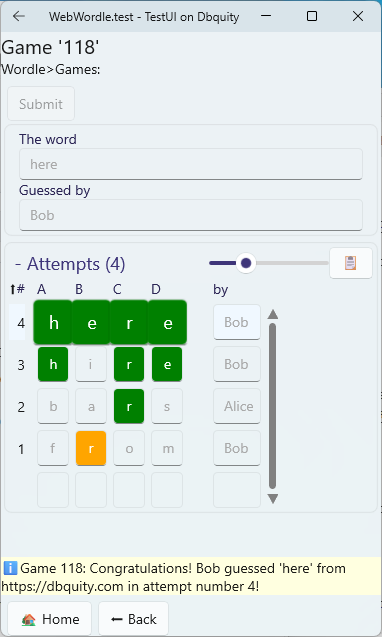 WebWordle.test - TestUI on Dbquity
Game '118'
Wordle>Games:
Submit
The word
here
Guessed by
Bob
- Attempts (4)
# A B C D by
4 h e r e Bob
3 h i r e Bob
2 b a r s Alice
1 f r o m Bob
Game 118: Congratulations! Bob guessed 'here' from
https://dbquity.com in attempt number 4!
Home Back